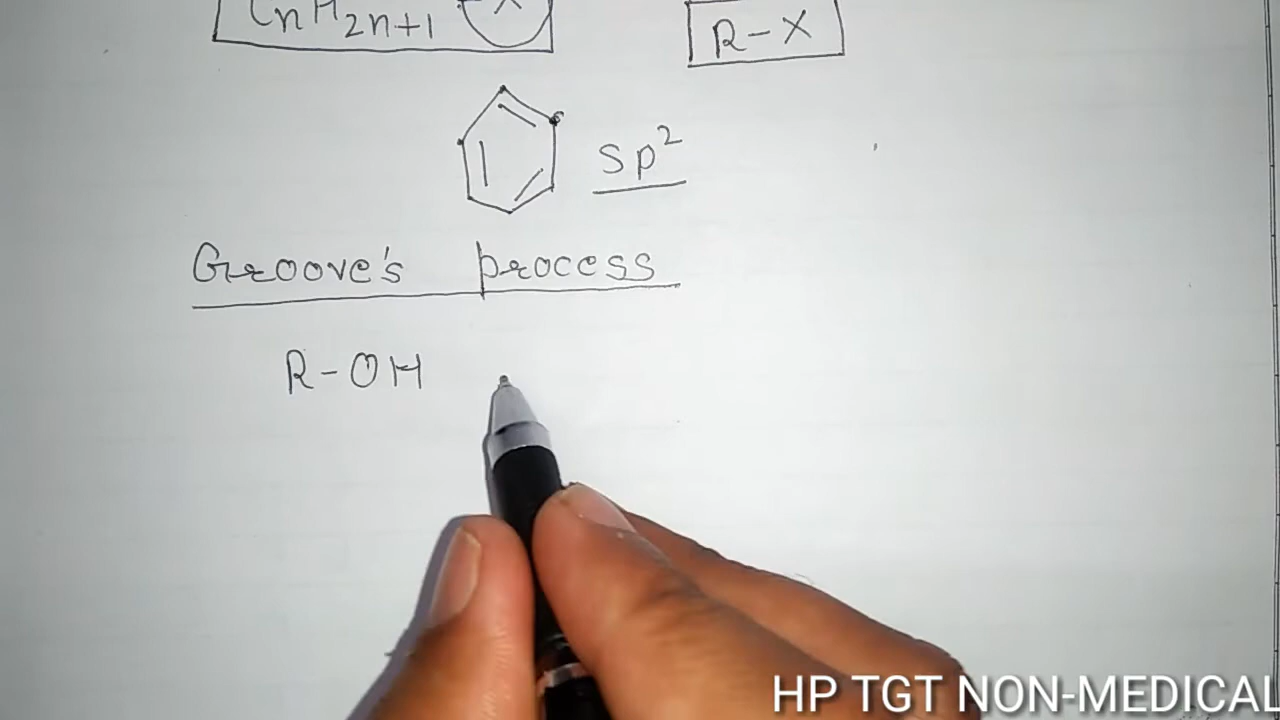 CnH2n+1 X
R-X
sp²
Groove's process
R-OH
HP TGT NON-MEDICAL